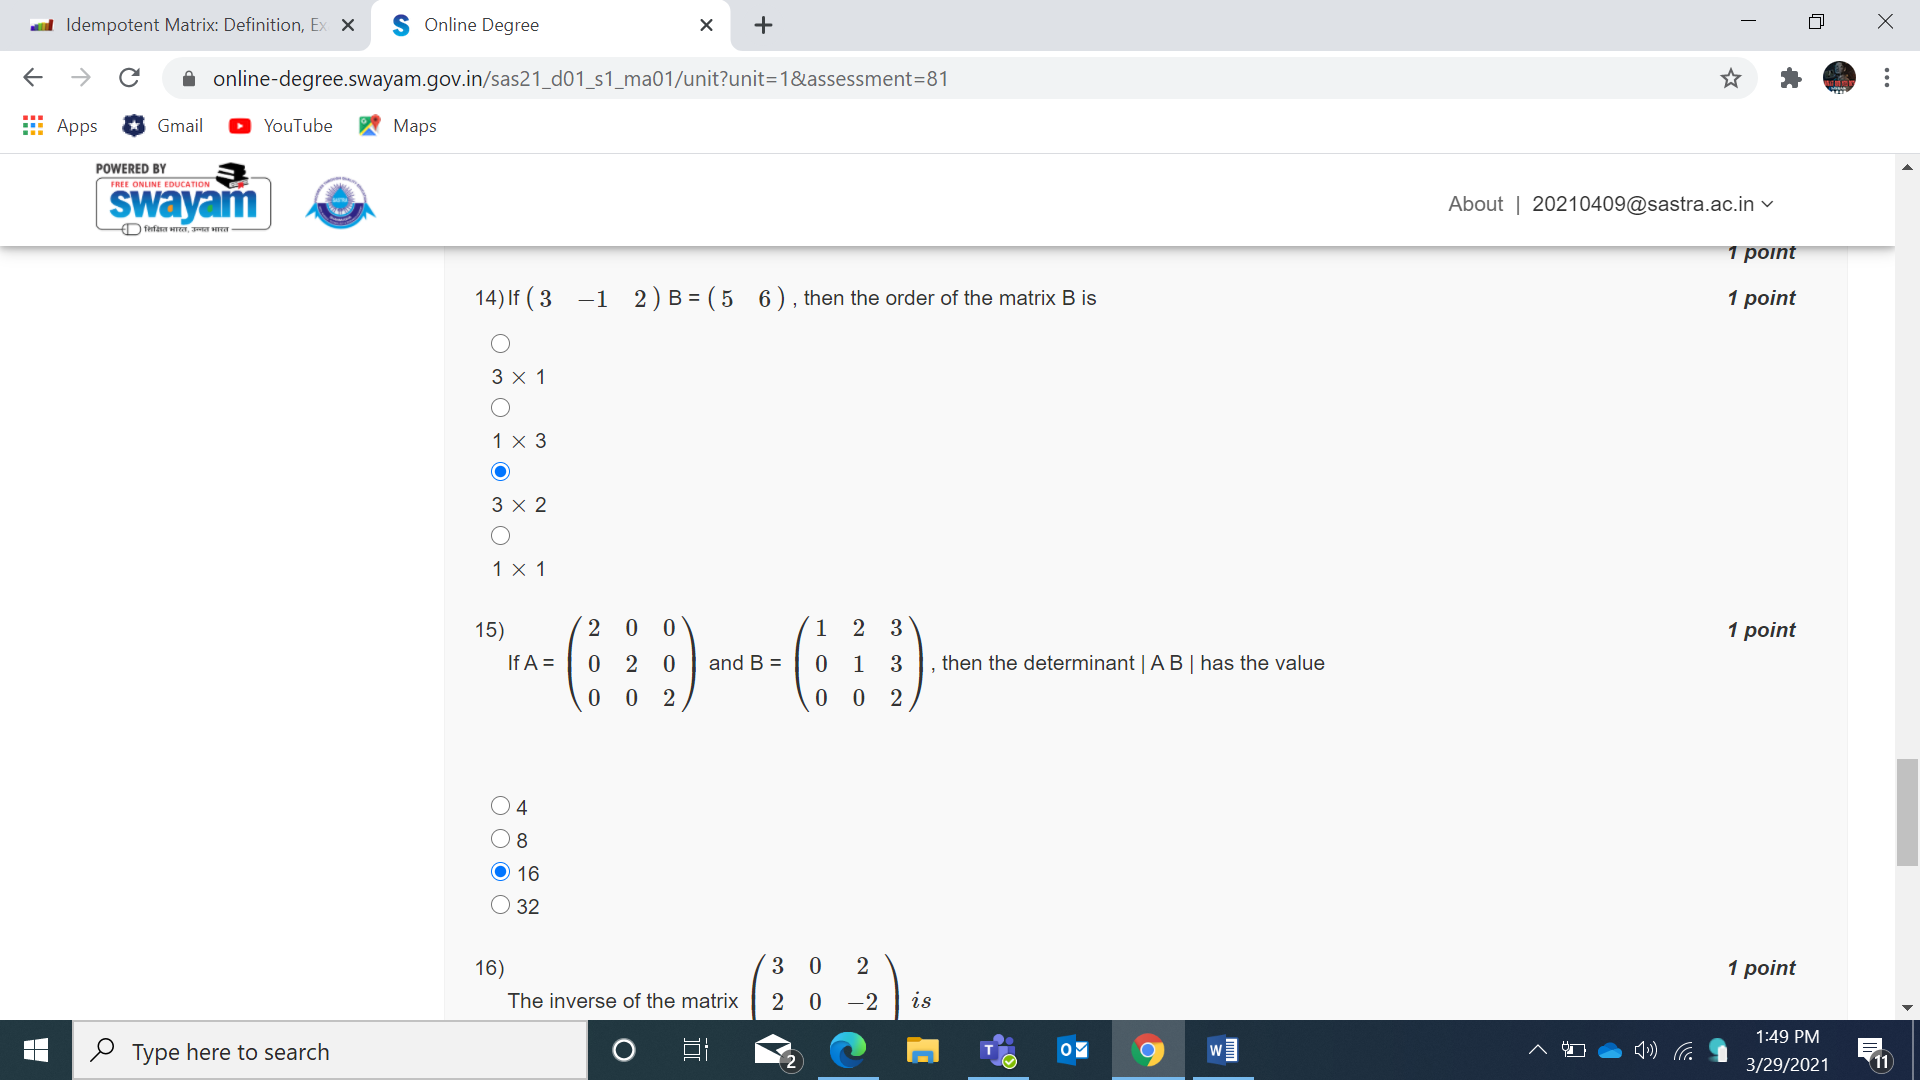 Idempotent Matrix: Definition, Ex
Online Degree
online-degree.swayam.gov.in/sas21_d01_s1_ma01/unit?unit=1&assessment=81
Apps Gmail YouTube Maps
POWERED BY
FREE ONLINE EDUCATION
swayam
शिक्षित भारत, उन्नत भारत
About | 20210409@sastra.ac.in
1 point
14) If ( 3 −1 2 ) B = ( 5 6 ) , then the order of the matrix B is 1 point
3 × 1
1 × 3
3 × 2
1 × 1
15) 1 point
2 0 0 1 2 3
If A = 0 2 0 and B = 0 1 3 , then the determinant | A B | has the value
0 0 2 0 0 2
4
8
16
32
16) 1 point
3 0 2
The inverse of the matrix 2 0 −2 is
Type here to search
2
1:49 PM
3/29/2021
11